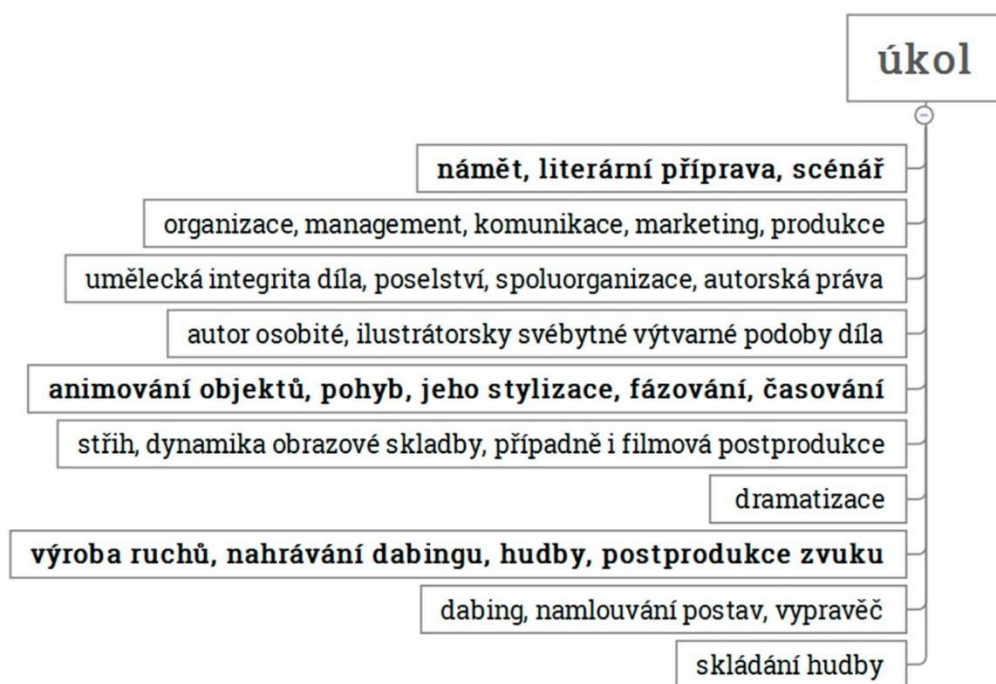 úkol
námět, literární příprava, scénář
organizace, management, komunikace, marketing, produkce
umělecká integrita díla, poselství, spoluorganizace, autorská práva
autor osobité, ilustrátorsky svébytné výtvarné podoby díla
animování objektů, pohyb, jeho stylizace, fázování, časování
střih, dynamika obrazové skladby, případně i filmová postprodukce
dramatizace
výroba ruchů, nahrávání dabingu, hudby, postprodukce zvuku
dabing, namlouvání postav, vypravěč
skládání hudby